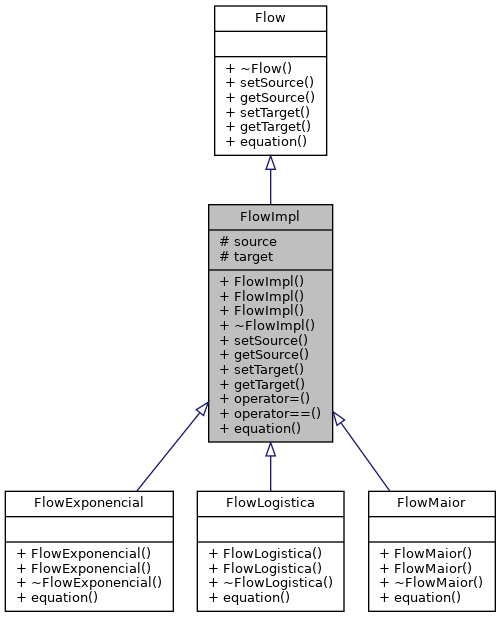 Flow
+ ~Flow()
+ setSource()
+ getSource()
+ setTarget()
+ getTarget()
+ equation()
FlowImpl
# source
# target
+ FlowImpl()
+ FlowImpl()
+ FlowImpl()
+ ~FlowImpl()
+ setSource()
+ getSource()
+ setTarget()
+ getTarget()
+ operator=()
+ operator==()
+ equation()
FlowExponencial
+ FlowExponencial()
+ FlowExponencial()
+ ~FlowExponencial()
+ equation()
FlowLogistica
+ FlowLogistica()
+ FlowLogistica()
+ ~FlowLogistica()
+ equation()
FlowMaior
+ FlowMaior()
+ FlowMaior()
+ ~FlowMaior()
+ equation()